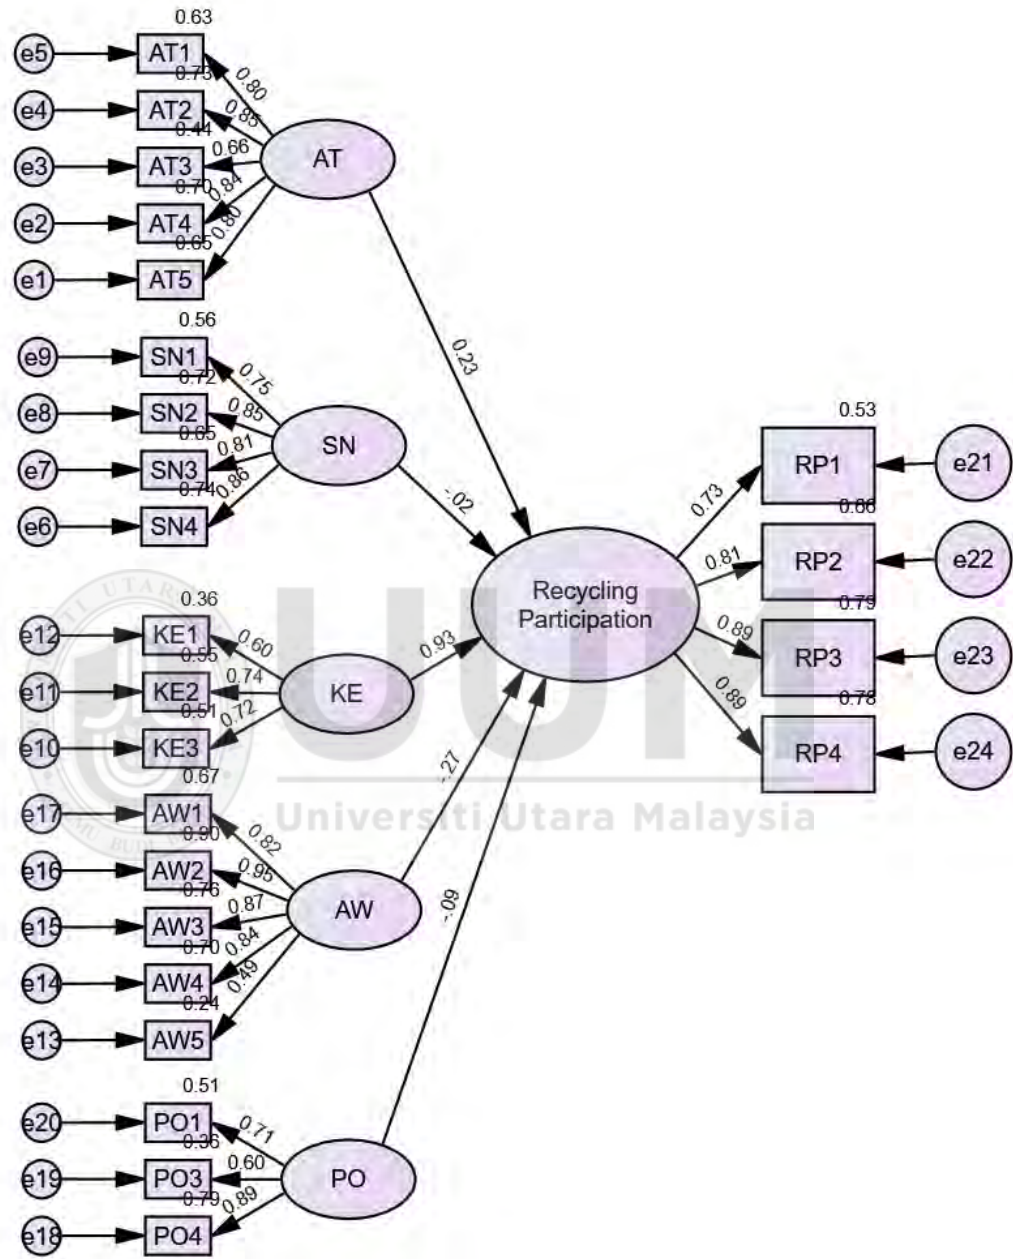 0.63
e5 AT1 0.80
0.73
e4 AT2 0.85
0.44
e3 AT3 0.66 AT
0.70
e2 AT4 0.84
0.65
e1 AT5 0.80
0.23
0.56
e9 SN1 0.75
0.72
e8 SN2 0.85
0.65
e7 SN3 0.81 SN
0.74
e6 SN4 0.86
-.02
0.53
RP1 e21
0.73
0.66
RP2 e22
0.81
0.79
RP3 e23
0.89
0.78
RP4 e24
0.89
Recycling
Participation
0.36
e12 KE1 0.60
0.55
e11 KE2 0.74 KE 0.93
0.51
e10 KE3 0.72
UTAR
UUM
Universiti Utara Malaysia
BUDI
0.67
e17 AW1 0.82
0.90
e16 AW2 0.95
0.76
e15 AW3 0.87 AW
0.70
e14 AW4 0.84
0.24
e13 AW5 0.49
-.27
-.09
0.51
e20 PO1 0.71
0.36
e19 PO3 0.60 PO
0.79
e18 PO4 0.89